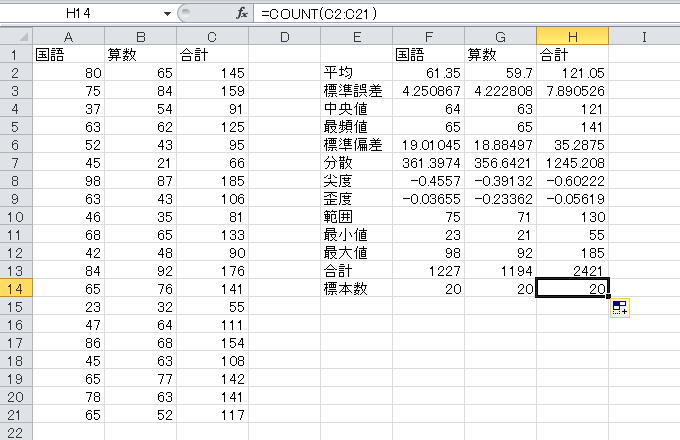 H14 fx =COUNT(C2:C21)
A B C D E F G H I
1 国語 算数 合計 国語 算数 合計
2 80 65 145 平均 61.35 59.7 121.05
3 75 84 159 標準誤差 4.250867 4.222808 7.890526
4 37 54 91 中央値 64 63 121
5 63 62 125 最頻値 65 65 141
6 52 43 95 標準偏差 19.01045 18.88497 35.2875
7 45 21 66 分散 361.3974 356.6421 1245.208
8 98 87 185 尖度 -0.4557 -0.39132 -0.60222
9 63 43 106 歪度 -0.03655 -0.23362 -0.05619
10 46 35 81 範囲 75 71 130
11 68 65 133 最小値 23 21 55
12 42 48 90 最大値 98 92 185
13 84 92 176 合計 1227 1194 2421
14 65 76 141 標本数 20 20 20
15 23 32 55
16 47 64 111
17 86 68 154
18 45 63 108
19 65 77 142
20 78 63 141
21 65 52 117
22